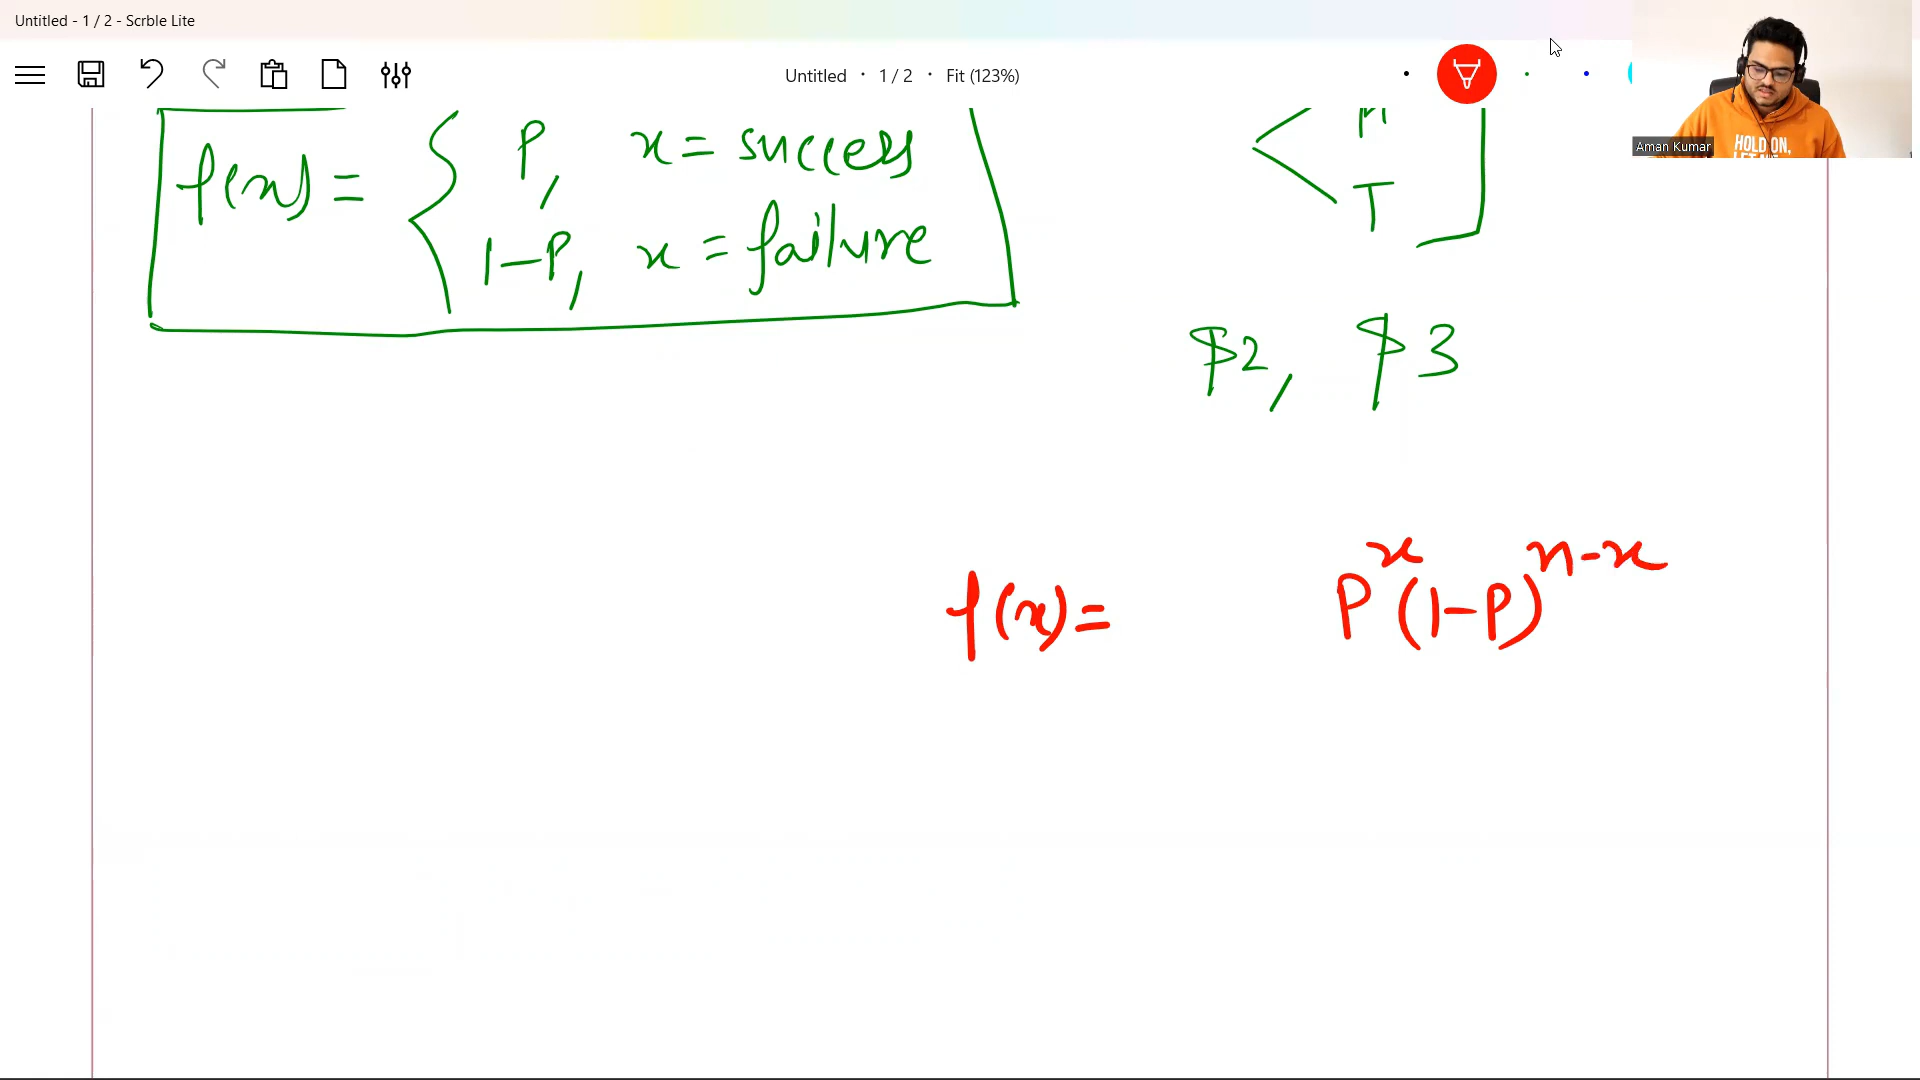 Untitled - 1 / 2 - Scrble Lite
Untitled • 1 / 2 • Fit (123%)
HOLD ON,
Aman Kumar
f(x) = { P, x = success
1-P, x = failure
T
$2, $3
f(x) = P^x (1-P)^{n-x}